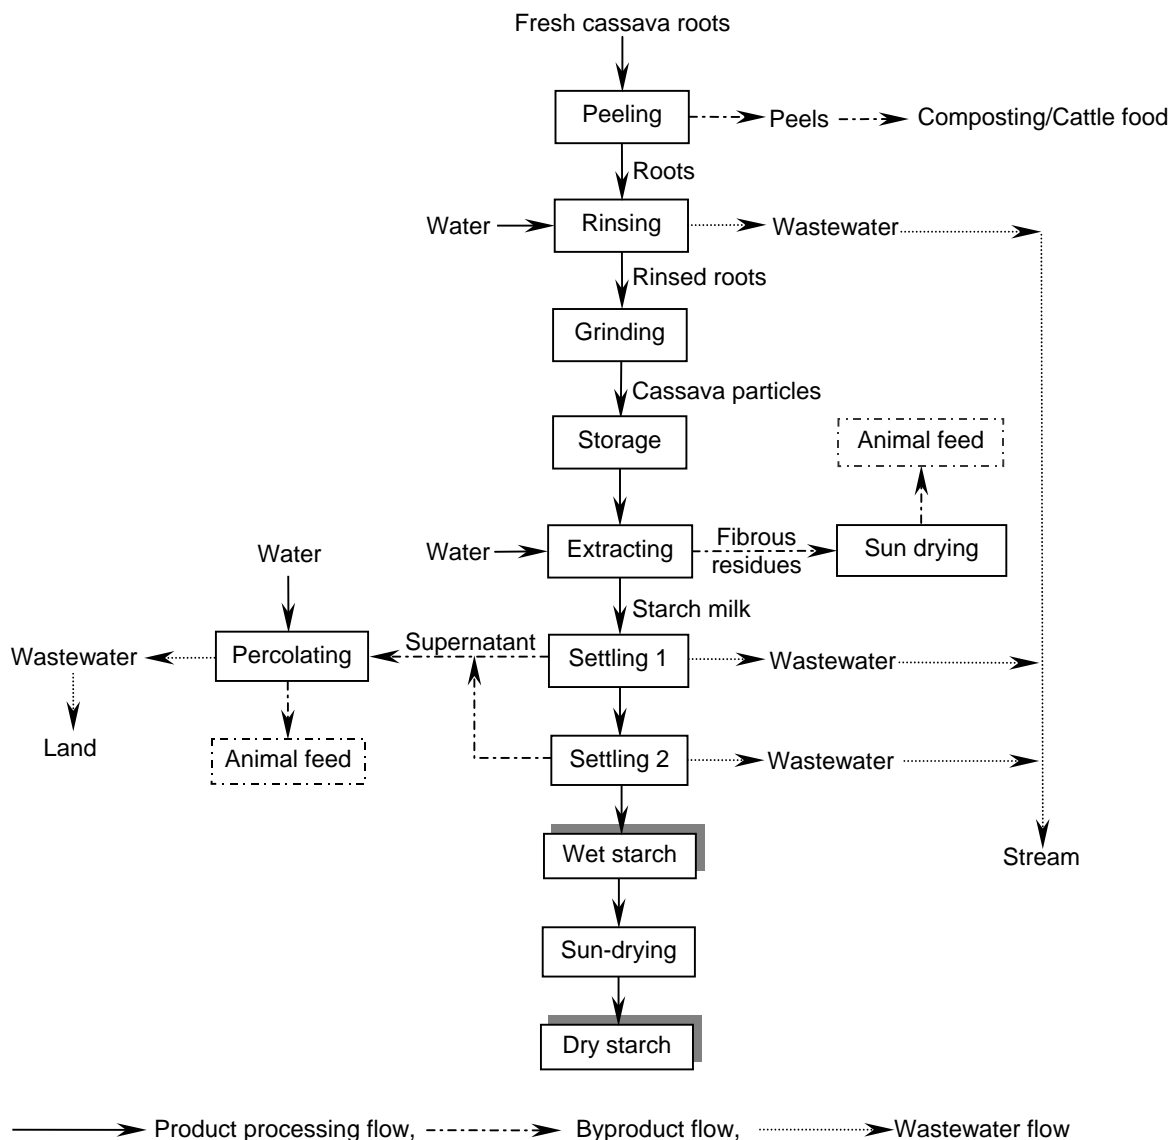 Fresh cassava roots
Peeling
Peels
Composting/Cattle food
Roots
Water
Rinsing
Wastewater
Rinsed roots
Grinding
Cassava particles
Storage
Animal feed
Water
Water
Extracting
Fibrous
residues
Sun drying
Starch milk
Wastewater
Percolating
Supernatant
Settling 1
Wastewater
Land
Animal feed
Settling 2
Wastewater
Wet starch
Stream
Sun-drying
Dry starch
Product processing flow, Byproduct flow, Wastewater flow